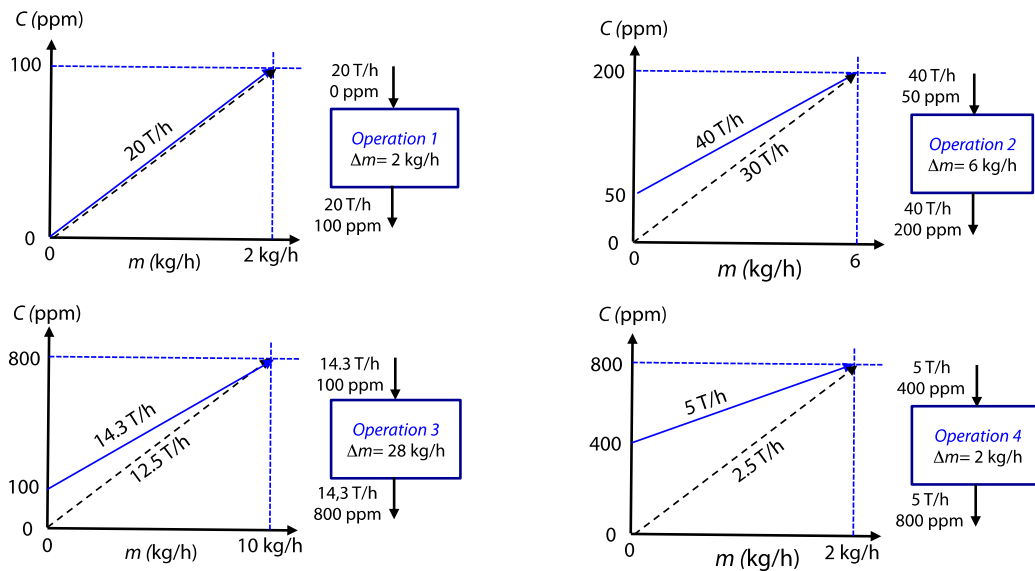 C (ppm)
100
0
20 T/h
0
m (kg/h)
2 kg/h
20 T/h
0 ppm
Operation 1
Δm= 2 kg/h
20 T/h
100 ppm
C (ppm)
200
50
0
40 T/h
30 T/h
0
m (kg/h)
6
40 T/h
50 ppm
Operation 2
Δm= 6 kg/h
40 T/h
200 ppm
C (ppm)
800
100
0
14.3 T/h
12.5 T/h
0
m (kg/h)
10 kg/h
14.3 T/h
100 ppm
Operation 3
Δm= 28 kg/h
14,3 T/h
800 ppm
C (ppm)
800
400
0
5 T/h
2.5 T/h
0
m (kg/h)
2 kg/h
5 T/h
400 ppm
Operation 4
Δm= 2 kg/h
5 T/h
800 ppm